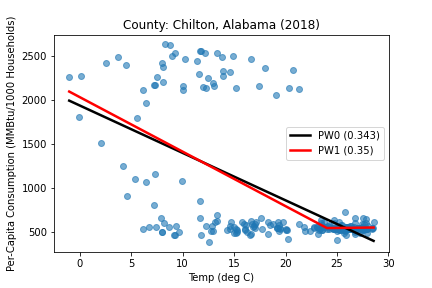 County: Chilton, Alabama (2018)
Per-Capita Consumption (MMBtu/1000 Households)
2500
2000
1500
1000
500
PW0 (0.343)
PW1 (0.35)
0
5
10
15
20
25
30
Temp (deg C)